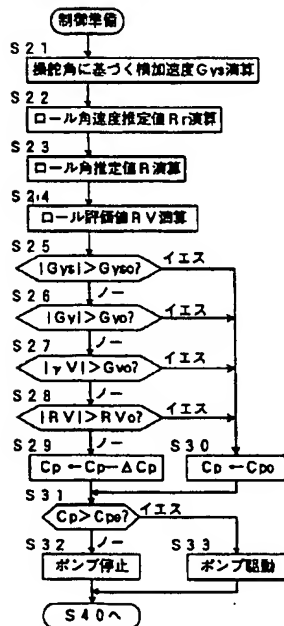 制御準備
S21
操舵角に基づく横加速度Gys演算
S22
ロール角速度推定値Rr演算
S23
ロール角推定値R演算
S24
ロール評価値RV演算
S25
|Gys|>Gyso?
イエス
ノー
S26
|Gy|>Gyo?
イエス
ノー
S27
|γV|>Gvo?
イエス
ノー
S28
|RV|>RVo?
イエス
ノー
S29
Cp←Cp-ΔCp
S30
Cp←Cpo
S31
Cp>Cpe?
イエス
ノー
S32
ポンプ停止
S33
ポンプ駆動
S40へ